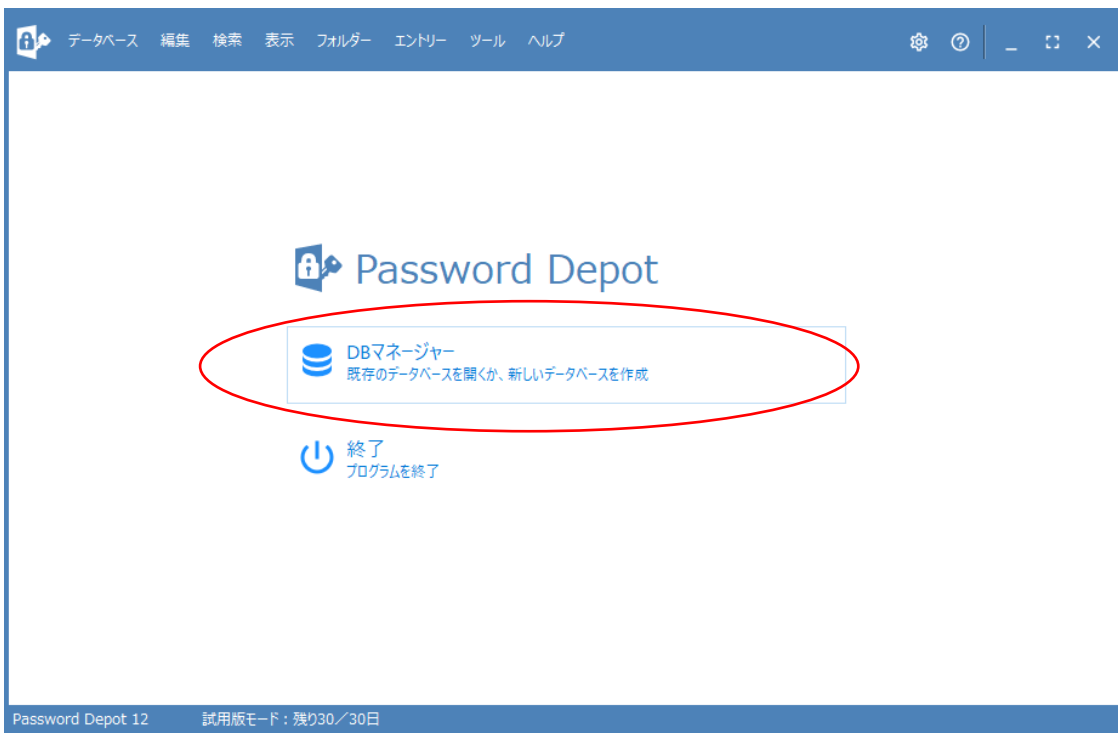 データベース 編集 検索 表示 フォルダー エントリー ツール ヘルプ
Password Depot
DBマネージャー
既存のデータベースを開くか、新しいデータベースを作成
終了
プログラムを終了
Password Depot 12 試用版モード：残り30／30日